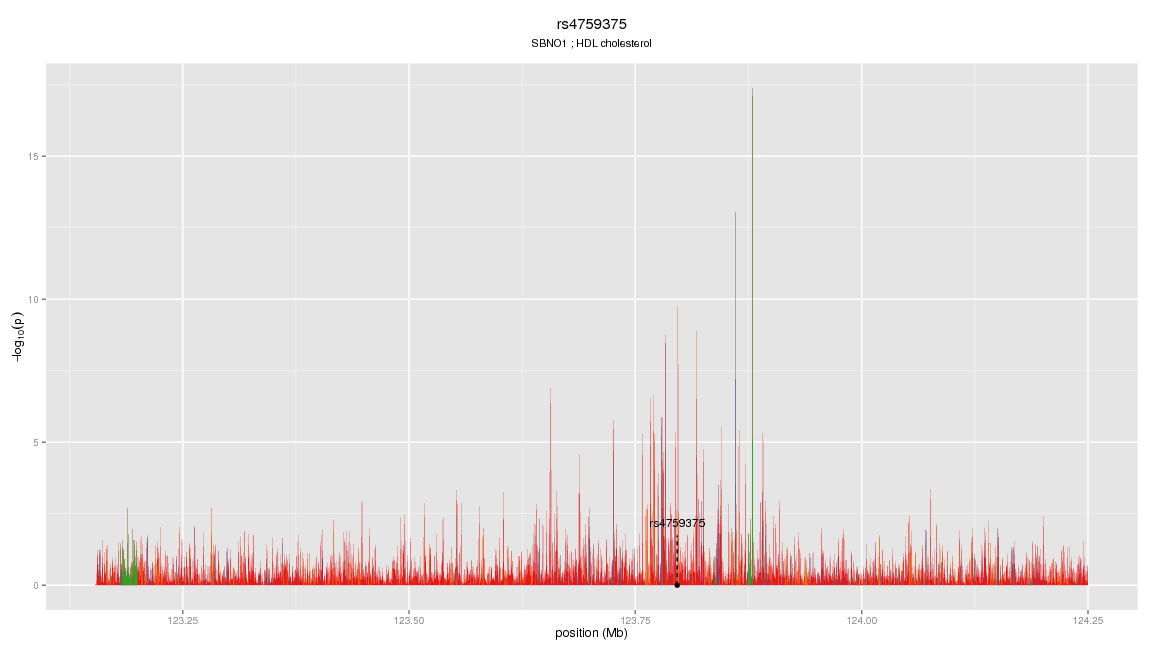 rs4759375
SBNO1 ; HDL cholesterol
−log10(p)
15
10
5
0
rs4759375
123.25
123.50
123.75
124.00
124.25
position (Mb)